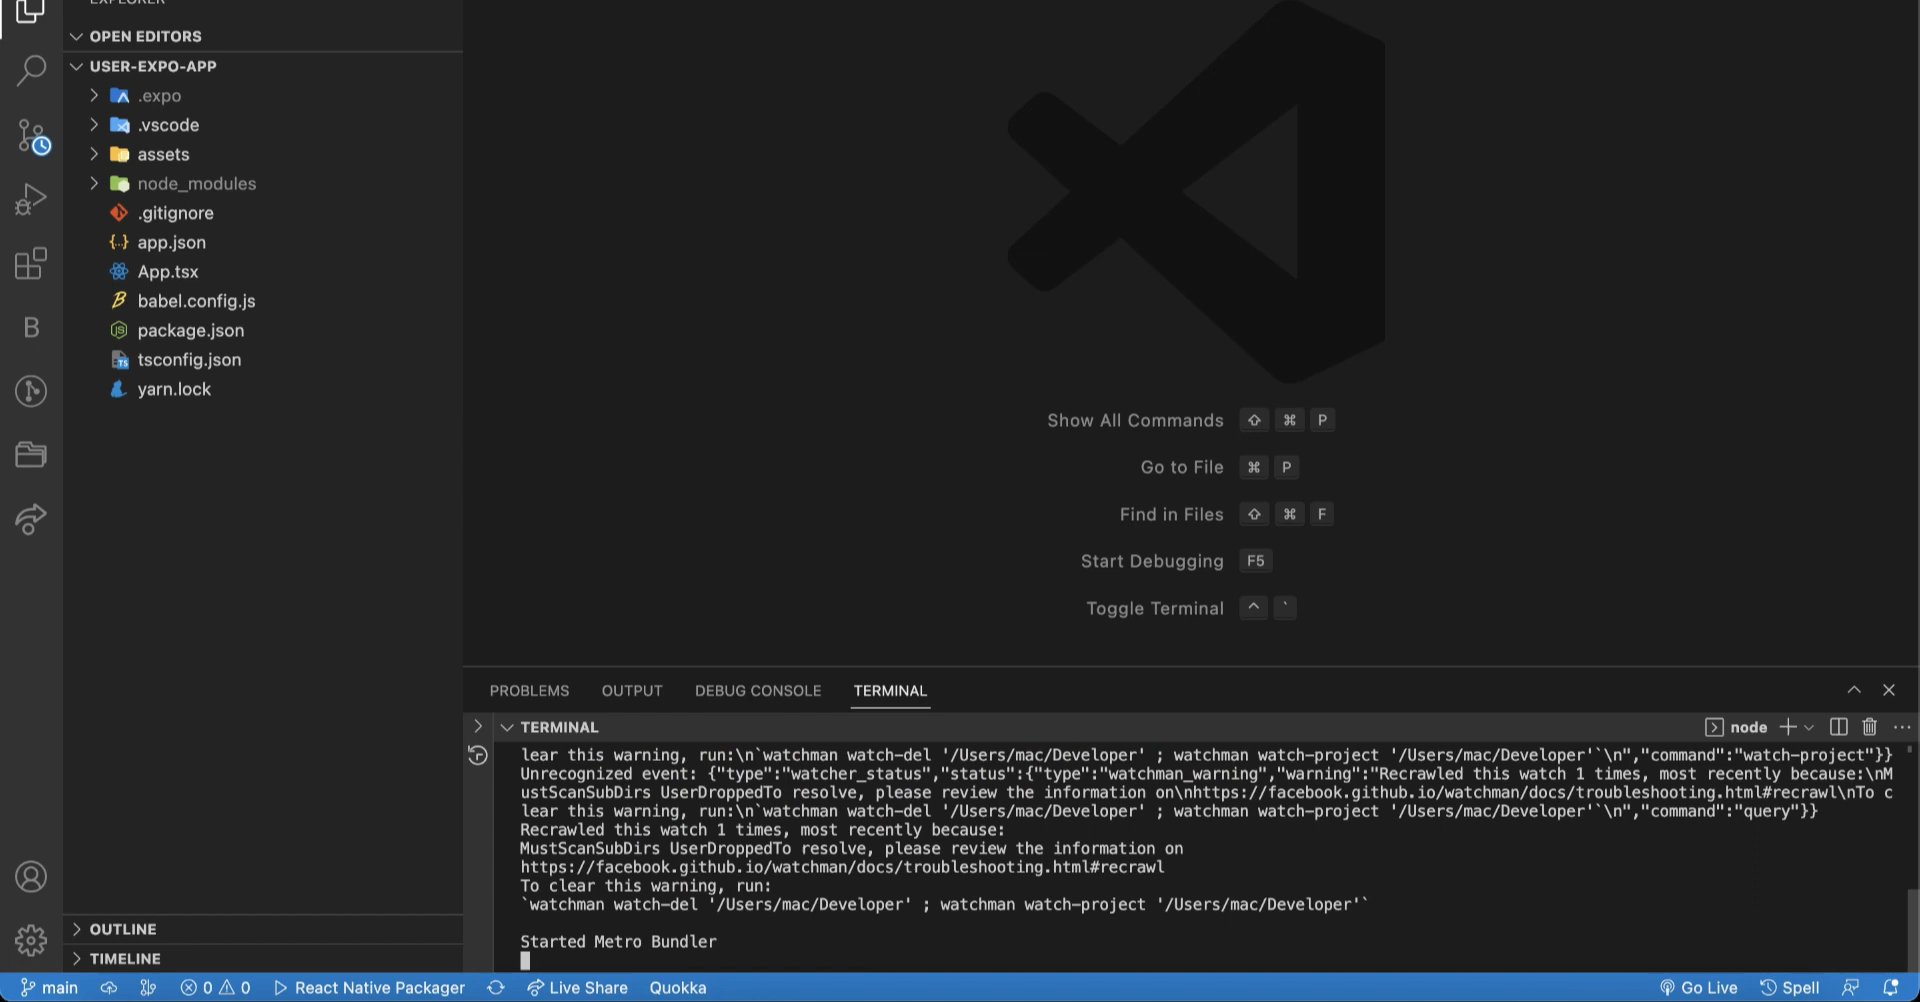 EXPLORER
OPEN EDITORS
USER-EXPO-APP
.expo
.vscode
assets
node_modules
.gitignore
app.json
App.tsx
babel.config.js
package.json
tsconfig.json
yarn.lock
OUTLINE
TIMELINE
B
Show All Commands ⇧ ⌘ P
Go to File ⌘ P
Find in Files ⇧ ⌘ F
Start Debugging F5
Toggle Terminal ^ `
PROBLEMS OUTPUT DEBUG CONSOLE TERMINAL
TERMINAL node
lear this warning, run:\n`watchman watch-del '/Users/mac/Developer' ; watchman watch-project '/Users/mac/Developer'`\n","command":"watch-project"}}
Unrecognized event: {"type":"watcher_status","status":{"type":"watchman_warning","warning":"Recrawled this watch 1 times, most recently because:\nM
ustScanSubDirs UserDroppedTo resolve, please review the information on\nhttps://facebook.github.io/watchman/docs/troubleshooting.html#recrawl\nTo c
lear this warning, run:\n`watchman watch-del '/Users/mac/Developer' ; watchman watch-project '/Users/mac/Developer'`\n","command":"query"}}
Recrawled this watch 1 times, most recently because:
MustScanSubDirs UserDroppedTo resolve, please review the information on
https://facebook.github.io/watchman/docs/troubleshooting.html#recrawl
To clear this warning, run:
`watchman watch-del '/Users/mac/Developer' ; watchman watch-project '/Users/mac/Developer'`
Started Metro Bundler
main 0 0 React Native Packager Live Share Quokka Go Live Spell